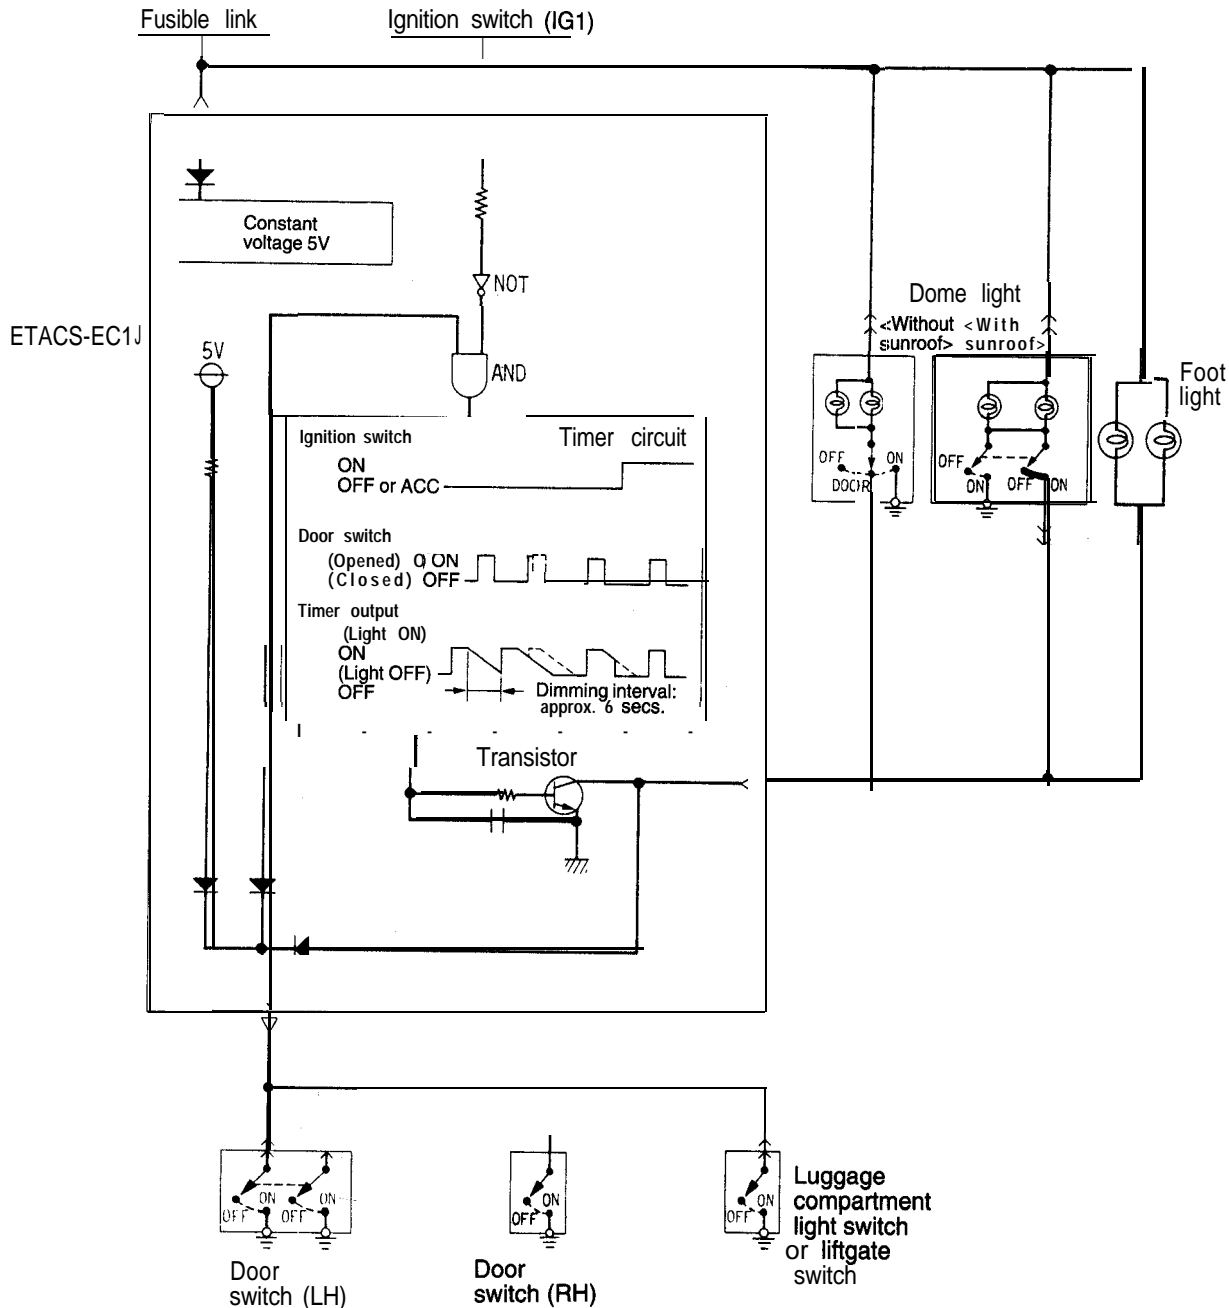 Fusible link
Ignition switch (IG1)
Constant
voltage 5V
NOT
ETACS-EC1J
5V
AND
Dome light
<Without
sunroof>
<With
sunroof>
Foot
light
OFF
ON
DOOR
OFF
ON
OFF
ON
Ignition switch
Timer circuit
ON
OFF or ACC
Door switch
(Opened) ON
(Closed) OFF
Timer output
(Light ON)
ON
(Light OFF)
OFF
Dimming interval:
approx. 6 secs.
Transistor
ON
OFF
ON
OFF
ON
OFF
ON
OFF
Door
switch (LH)
Door
switch (RH)
Luggage
compartment
light switch
or liftgate
switch